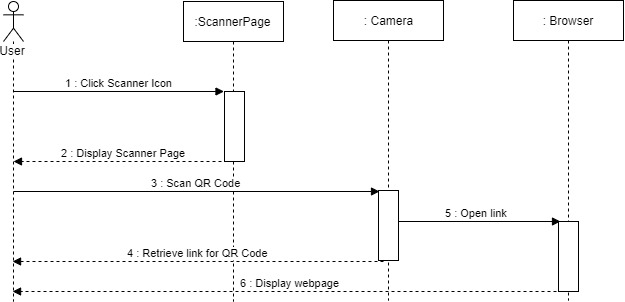 :ScannerPage
: Camera
: Browser
User
1 : Click Scanner Icon
2 : Display Scanner Page
3 : Scan QR Code
5 : Open link
4 : Retrieve link for QR Code
6 : Display webpage